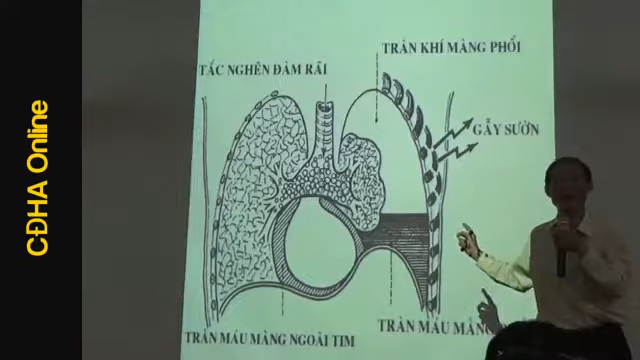 CĐHA Online
TRÀN KHÍ MÀNG PHỔI
TẮC NGHẼN ĐÀM RÃI
GẪY SƯỜN
TRÀN MÁU MÀNG NGOÀI TIM
TRÀN MÁU MÀNG